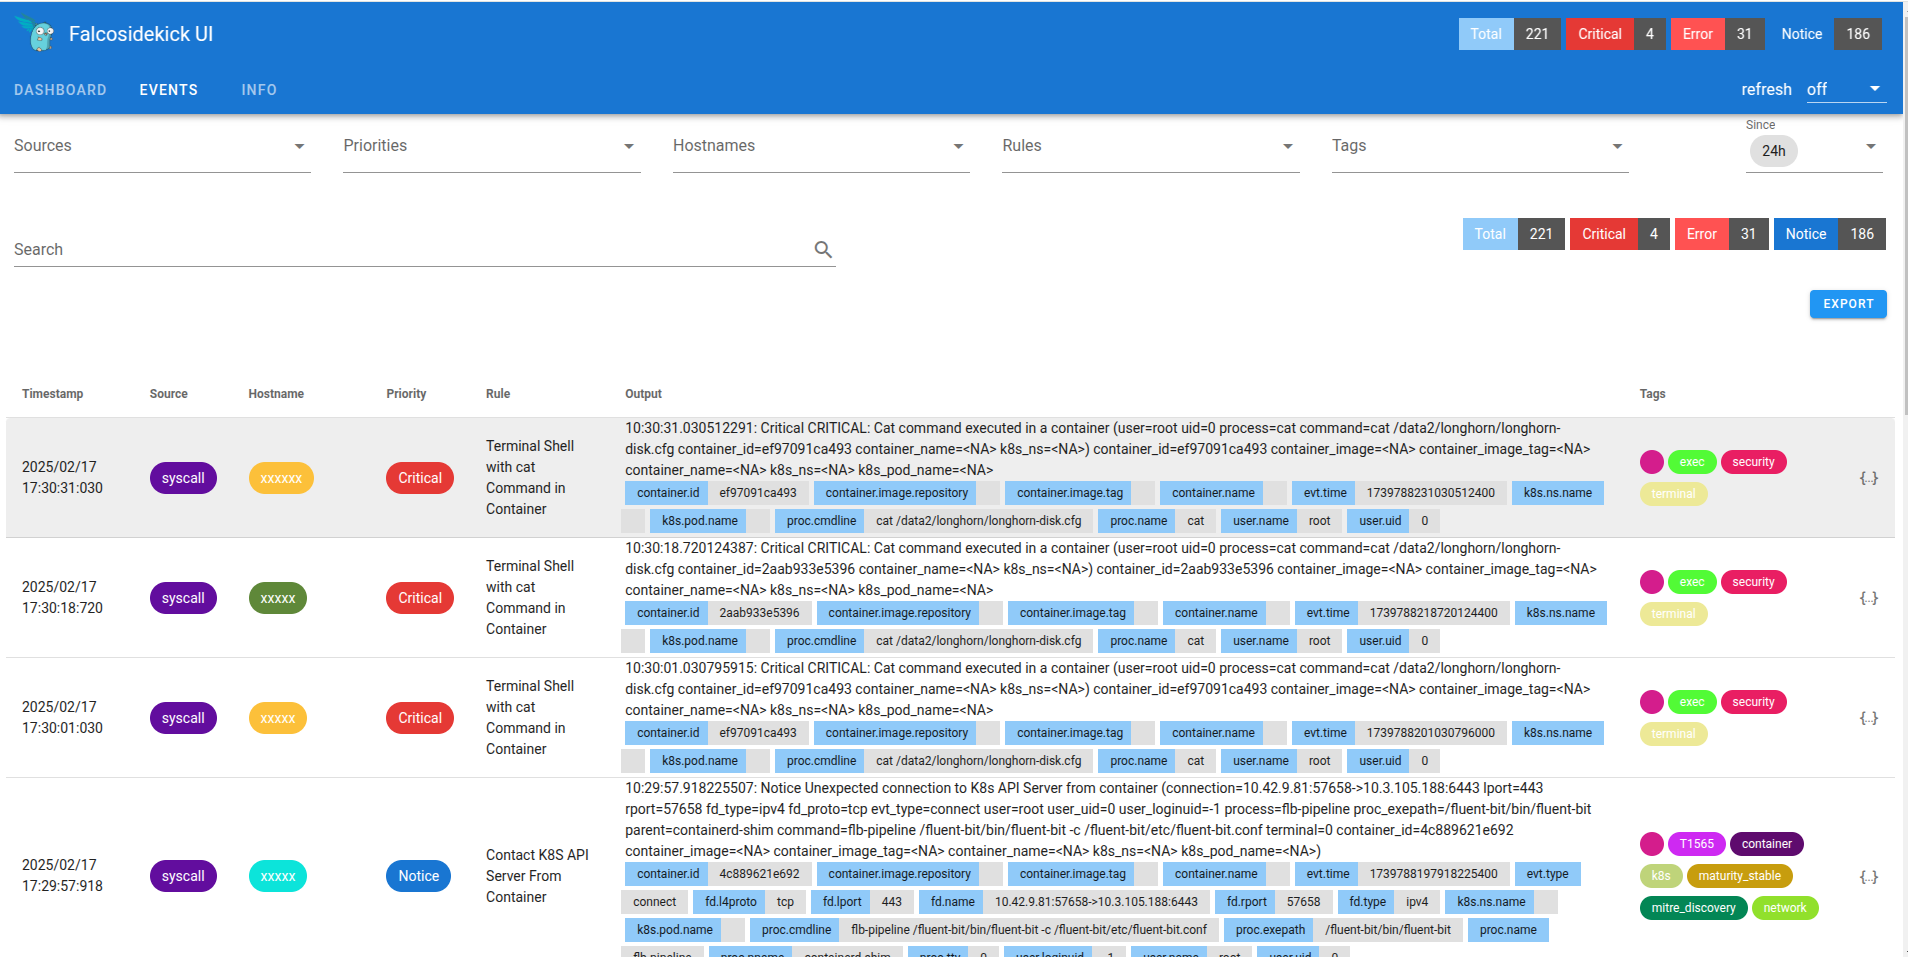 Falcosidekick UI
Total 221 Critical 4 Error 31 Notice 186
DASHBOARD EVENTS INFO
refresh off
Sources Priorities Hostnames Rules Tags
Since
24h
Search
Total 221 Critical 4 Error 31 Notice 186
EXPORT
Timestamp Source Hostname Priority Rule Output Tags
2025/02/17
17:30:31:030
syscall
xxxxxx
Critical
Terminal Shell
with cat
Command in
Container
10:30:31.030512291: Critical CRITICAL: Cat command executed in a container (user=root uid=0 process=cat command=cat /data2/longhorn/longhorn-
disk.cfg container_id=ef97091ca493 container_name=<NA> k8s_ns=<NA>) container_id=ef97091ca493 container_image=<NA> container_image_tag=<NA>
container_name=<NA> k8s_ns=<NA> k8s_pod_name=<NA>
container.id ef97091ca493 container.image.repository container.image.tag container.name evt.time 1739788231030512400 k8s.ns.name
k8s.pod.name proc.cmdline cat /data2/longhorn/longhorn-disk.cfg proc.name cat user.name root user.uid 0
exec security
terminal
{...}
2025/02/17
17:30:18:720
syscall
xxxxx
Critical
Terminal Shell
with cat
Command in
Container
10:30:18.720124387: Critical CRITICAL: Cat command executed in a container (user=root uid=0 process=cat command=cat /data2/longhorn/longhorn-
disk.cfg container_id=2aab933e5396 container_name=<NA> k8s_ns=<NA>) container_id=2aab933e5396 container_image=<NA> container_image_tag=<NA>
container_name=<NA> k8s_ns=<NA> k8s_pod_name=<NA>
container.id 2aab933e5396 container.image.repository container.image.tag container.name evt.time 1739788218720124400 k8s.ns.name
k8s.pod.name proc.cmdline cat /data2/longhorn/longhorn-disk.cfg proc.name cat user.name root user.uid 0
exec security
terminal
{...}
2025/02/17
17:30:01:030
syscall
xxxxx
Critical
Terminal Shell
with cat
Command in
Container
10:30:01.030795915: Critical CRITICAL: Cat command executed in a container (user=root uid=0 process=cat command=cat /data2/longhorn/longhorn-
disk.cfg container_id=ef97091ca493 container_name=<NA> k8s_ns=<NA>) container_id=ef97091ca493 container_image=<NA> container_image_tag=<NA>
container_name=<NA> k8s_ns=<NA> k8s_pod_name=<NA>
container.id ef97091ca493 container.image.repository container.image.tag container.name evt.time 1739788201030796000 k8s.ns.name
k8s.pod.name proc.cmdline cat /data2/longhorn/longhorn-disk.cfg proc.name cat user.name root user.uid 0
exec security
terminal
{...}
2025/02/17
17:29:57:918
syscall
xxxxx
Notice
Contact K8S API
Server From
Container
10:29:57.918225507: Notice Unexpected connection to K8s API Server from container (connection=10.42.9.81:57658->10.3.105.188:6443 lport=443
rport=57658 fd_type=ipv4 fd_proto=tcp evt_type=connect user=root user_uid=0 user_loginuid=-1 process=flb-pipeline proc_exepath=/fluent-bit/bin/fluent-bit
parent=containerd-shim command=flb-pipeline /fluent-bit/bin/fluent-bit -c /fluent-bit/etc/fluent-bit.conf terminal=0 container_id=4c889621e692
container_image=<NA> container_image_tag=<NA> container_name=<NA> k8s_ns=<NA> k8s_pod_name=<NA>)
container.id 4c889621e692 container.image.repository container.image.tag container.name evt.time 1739788197918225400 evt.type
connect fd.l4proto tcp fd.lport 443 fd.name 10.42.9.81:57658->10.3.105.188:6443 fd.rport 57658 fd.type ipv4 k8s.ns.name
k8s.pod.name proc.cmdline flb-pipeline /fluent-bit/bin/fluent-bit -c /fluent-bit/etc/fluent-bit.conf proc.exepath /fluent-bit/bin/fluent-bit proc.name
flb-pipeline proc.pname containerd-shim proc.tty 0 user.loginuid -1 user.name root user.uid 0
T1565 container
k8s maturity_stable
mitre_discovery network
{...}